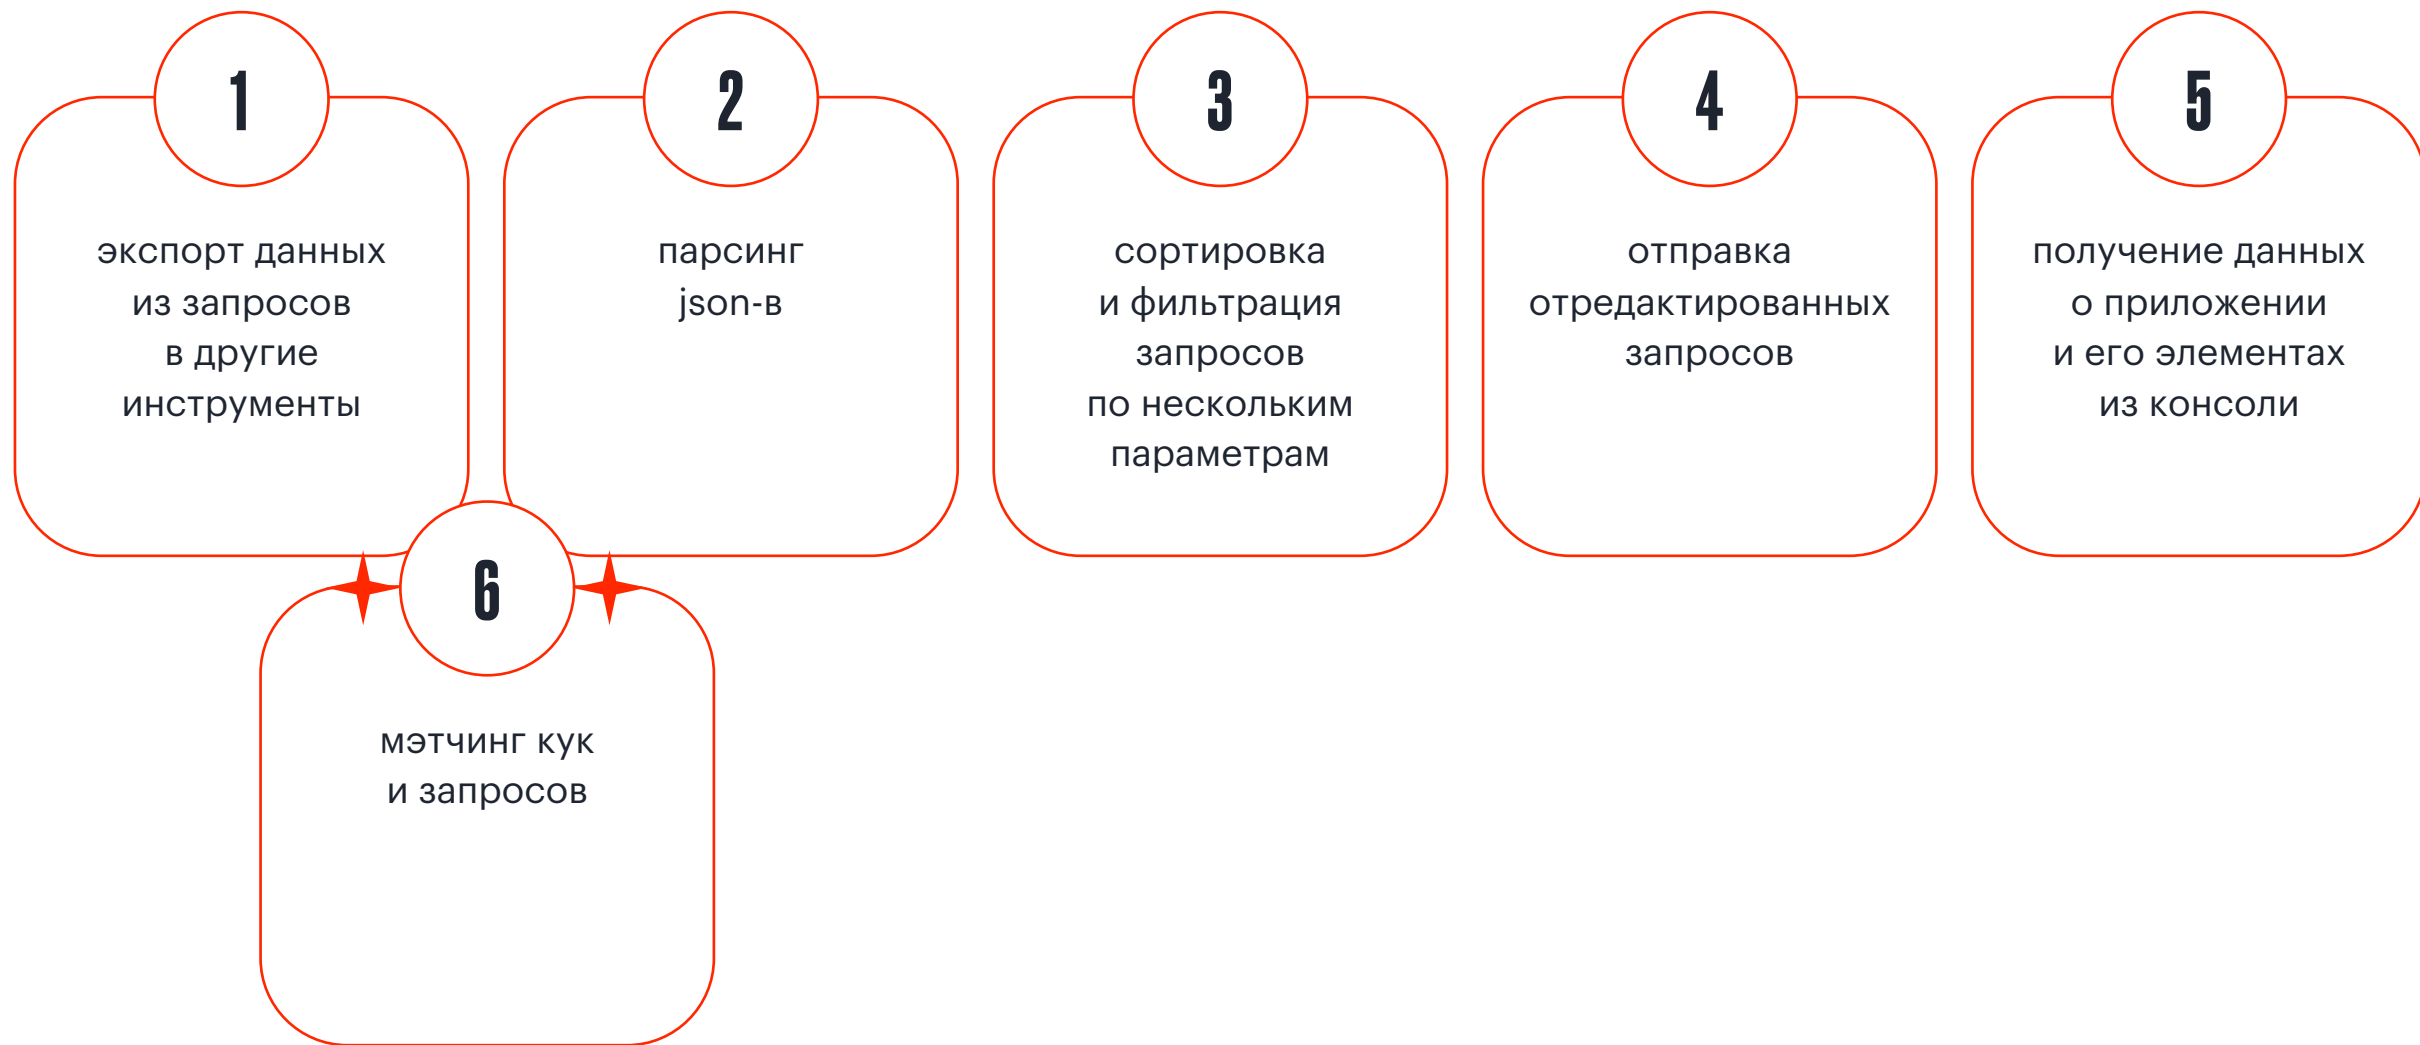 1
экспорт данных
из запросов
в другие
инструменты
2
парсинг
json-в
3
сортировка
и фильтрация
запросов
по нескольким
параметрам
4
отправка
отредактированных
запросов
5
получение данных
о приложении
и его элементах
из консоли
6
мэтчинг кук
и запросов